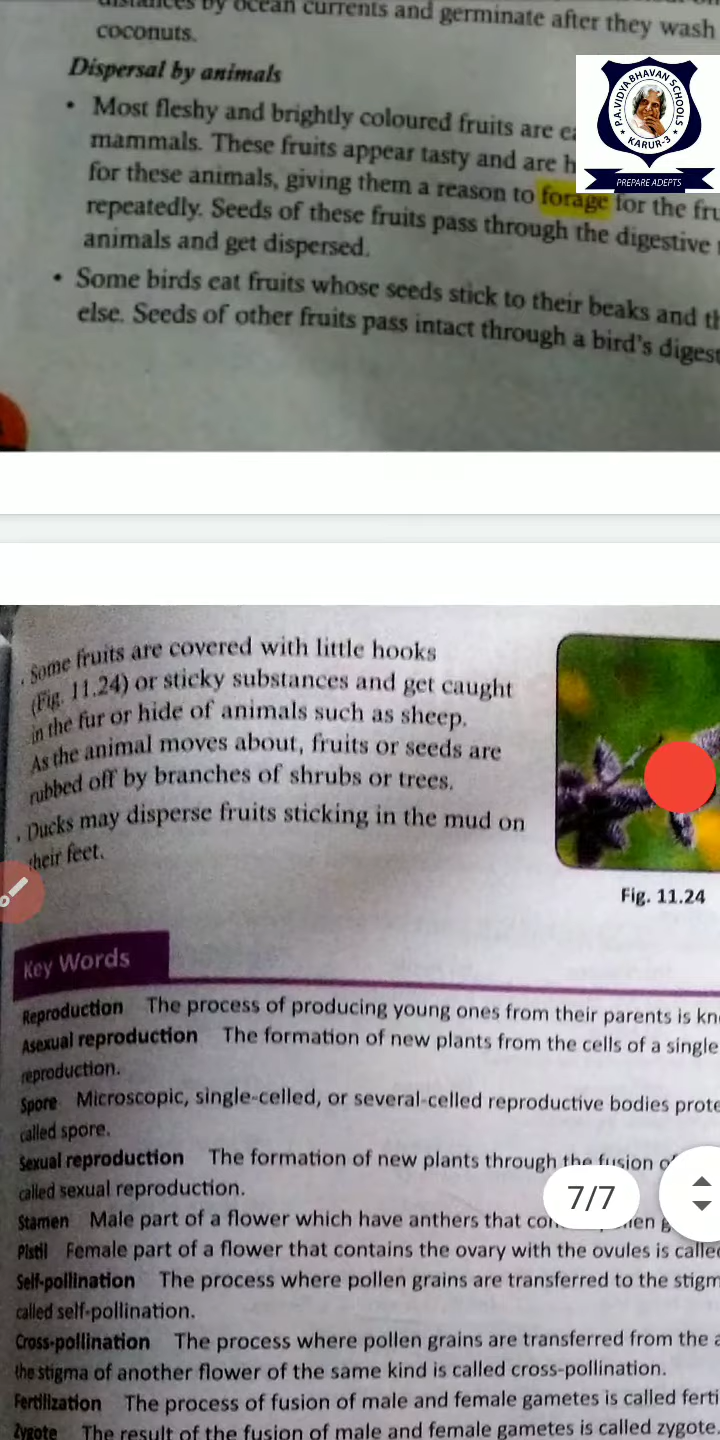 distances by ocean currents and germinate after they wash
coconuts.
Dispersal by animals
• Most fleshy and brightly coloured fruits are
mammals. These fruits appear tasty and are
for these animals, giving them a reason to forage for the
repeatedly. Seeds of these fruits pass through the digestive
animals and get dispersed.
• Some birds eat fruits whose seeds stick to their beaks and
else. Seeds of other fruits pass intact through a bird's
P.A.VIDYABHAVAN SCHOOLS
KARUR-3
PREPARE ADEPTS
• Some fruits are covered with little hooks
(Fig. 11.24) or sticky substances and get caught
in the fur or hide of animals such as sheep.
As the animal moves about, fruits or seeds are
rubbed off by branches of shrubs or trees.
• Ducks may disperse fruits sticking in the mud on
their feet.
Fig. 11.24
Key Words
Reproduction The process of producing young ones from their parents is
Asexual reproduction The formation of new plants from the cells of a single
reproduction.
Spore Microscopic, single-celled, or several-celled reproductive bodies
called spore.
Sexual reproduction The formation of new plants through the fusion
called sexual reproduction.
7/7
Stamen Male part of a flower which have anthers that
Pistil Female part of a flower that contains the ovary with the ovules is
Self-pollination The process where pollen grains are transferred to the
called self-pollination.
Cross-pollination The process where pollen grains are transferred from the
the stigma of another flower of the same kind is called cross-pollination.
Fertilization The process of fusion of male and female gametes is called
Zygote The result of the fusion of male and female gametes is called zygote.